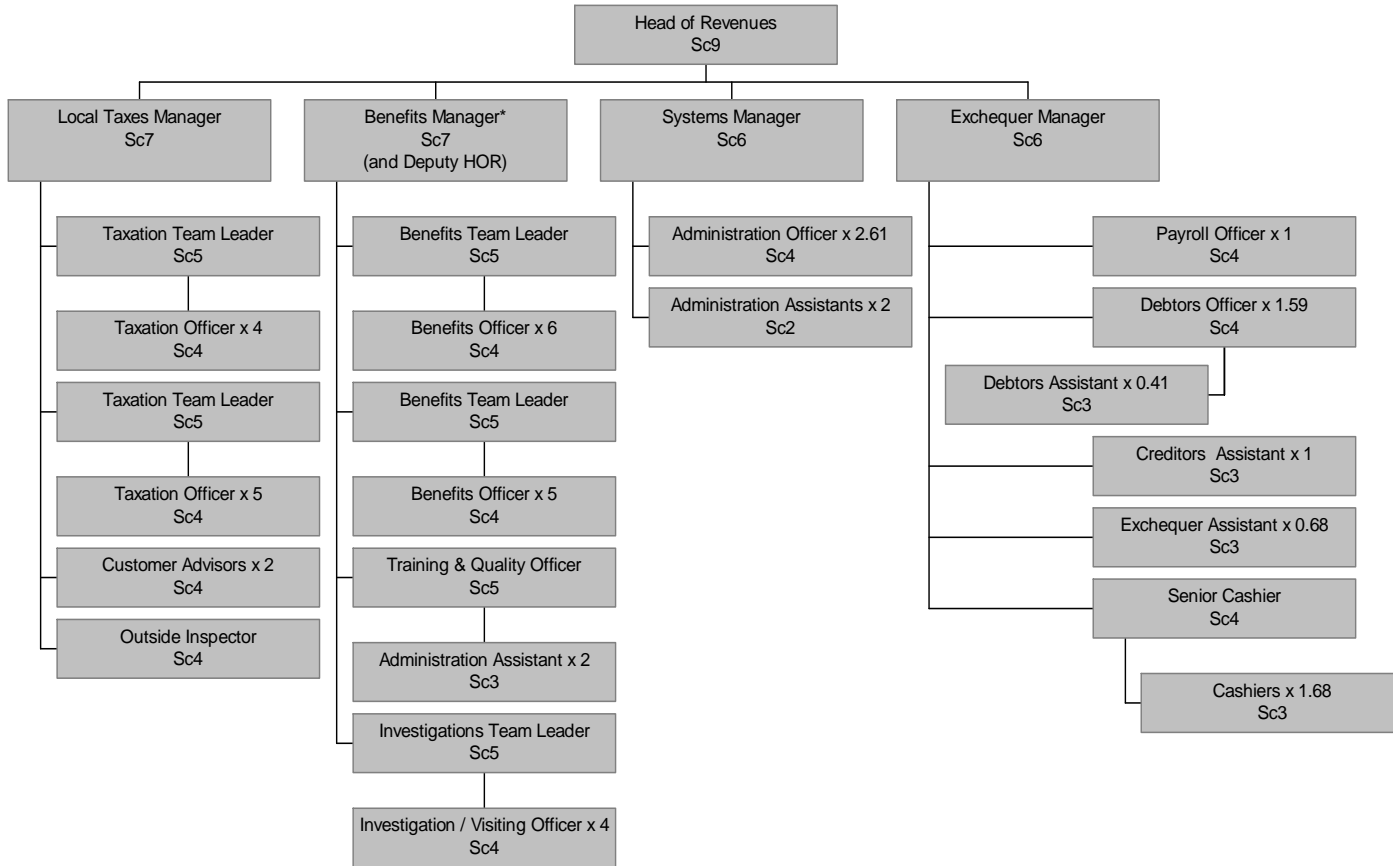 Head of Revenues
Sc9
Local Taxes Manager
Sc7
Benefits Manager*
Sc7
(and Deputy HOR)
Systems Manager
Sc6
Exchequer Manager
Sc6
Taxation Team Leader
Sc5
Taxation Officer x 4
Sc4
Taxation Team Leader
Sc5
Taxation Officer x 5
Sc4
Customer Advisors x 2
Sc4
Outside Inspector
Sc4
Benefits Team Leader
Sc5
Benefits Officer x 6
Sc4
Benefits Team Leader
Sc5
Benefits Officer x 5
Sc4
Training & Quality Officer
Sc5
Administration Assistant x 2
Sc3
Investigations Team Leader
Sc5
Investigation / Visiting Officer x 4
Sc4
Administration Officer x 2.61
Sc4
Administration Assistants x 2
Sc2
Payroll Officer x 1
Sc4
Debtors Officer x 1.59
Sc4
Debtors Assistant x 0.41
Sc3
Creditors Assistant x 1
Sc3
Exchequer Assistant x 0.68
Sc3
Senior Cashier
Sc4
Cashiers x 1.68
Sc3